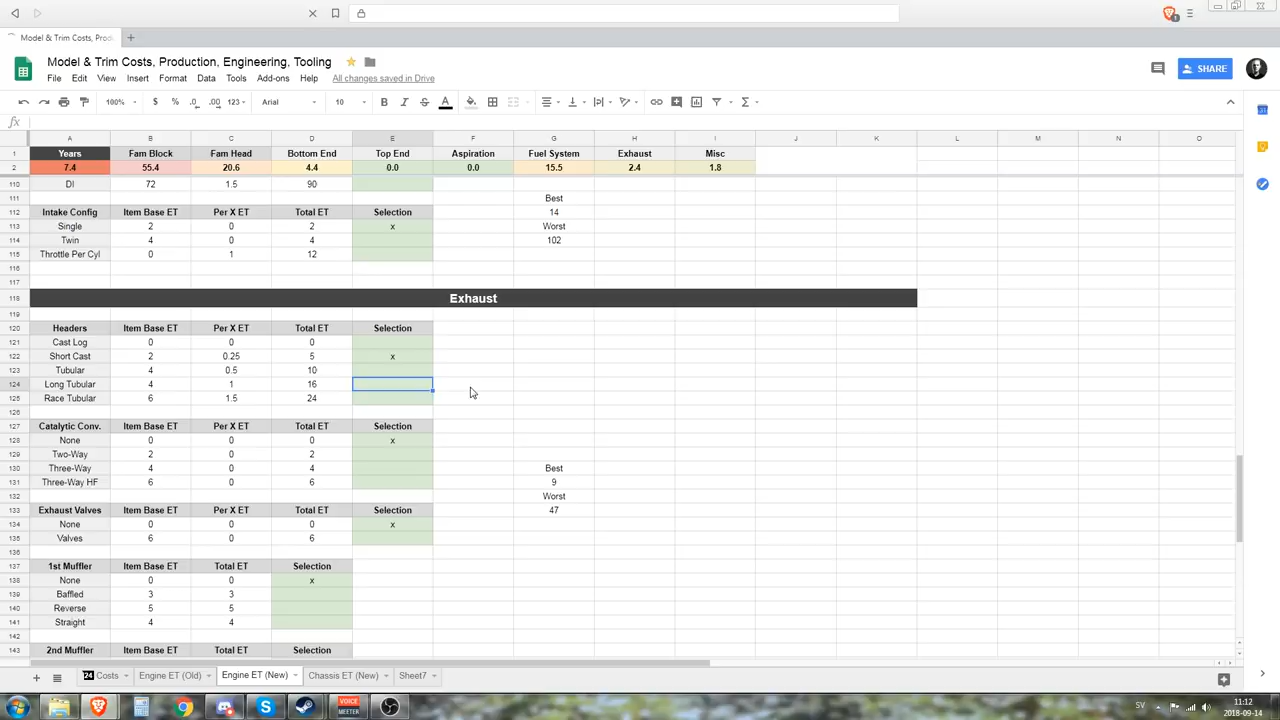 Model & Trim Costs, Prod
Model & Trim Costs, Production, Engineering, Tooling
SHARE
File Edit View Insert Format Data Tools Add-ons Help All changes saved in Drive
100% $ % .0 .00 123 Arial 10 B I S A
fx
A B C D E F G H I J K L M N O
1 Years Fam Block Fam Head Bottom End Top End Aspiration Fuel System Exhaust Misc
2 7.4 55.4 20.6 4.4 0.0 0.0 15.5 2.4 1.8
110 DI 72 1.5 90
111 Best
112 Intake Config Item Base ET Per X ET Total ET Selection 14
113 Single 2 0 2 x Worst
114 Twin 4 0 4 102
115 Throttle Per Cyl 0 1 12
116
117
118 Exhaust
119
120 Headers Item Base ET Per X ET Total ET Selection
121 Cast Log 0 0 0
122 Short Cast 2 0.25 5 x
123 Tubular 4 0.5 10
124 Long Tubular 4 1 16
125 Race Tubular 6 1.5 24
126
127 Catalytic Conv. Item Base ET Per X ET Total ET Selection
128 None 0 0 0 x
129 Two-Way 2 0 2
130 Three-Way 4 0 4 Best
131 Three-Way HF 6 0 6 9
132 Worst
133 Exhaust Valves Item Base ET Per X ET Total ET Selection 47
134 None 0 0 0 x
135 Valves 6 0 6
136
137 1st Muffler Item Base ET Total ET Selection
138 None 0 0 x
139 Baffled 3 3
140 Reverse 5 5
141 Straight 4 4
142
143 2nd Muffler Item Base ET Total ET Selection
24 Costs Engine ET (Old) Engine ET (New) Chassis ET (New) Sheet7
VOICE
MEETER
SV
11:12
2018-09-14